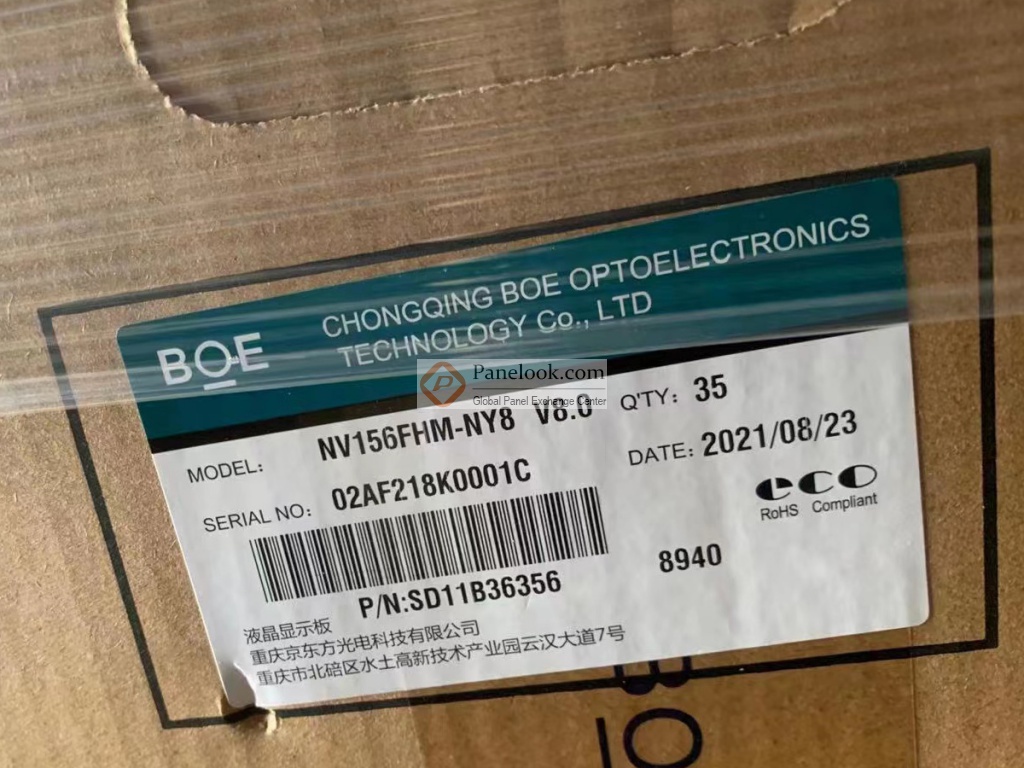 BOE
CHONGQING BOE OPTOELECTRONICS
TECHNOLOGY Co., LTD
Panelook.com
Global Panel Exchange Center
MODEL: NV156FHM-NY8 V8.0 Q'TY: 35
SERIAL NO: 02AF218K0001C DATE: 2021/08/23
eco
RoHS Compliant
P/N:SD11B36356 8940
液晶显示板
重庆京东方光电科技有限公司
重庆市北碚区水土高新技术产业园云汉大道7号
BO